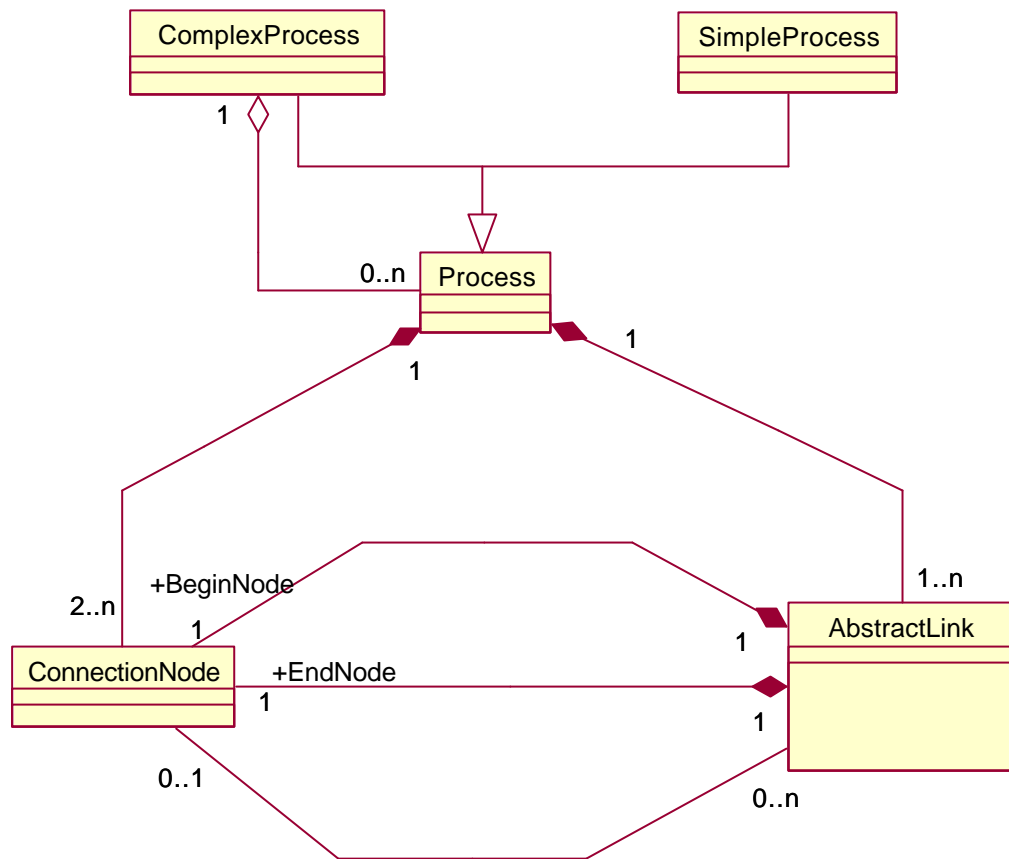 ComplexProcess
SimpleProcess
1
0..n
Process
1
1
+BeginNode
2..n
1..n
1
1
AbstractLink
ConnectionNode
+EndNode
1
1
0..1
0..n